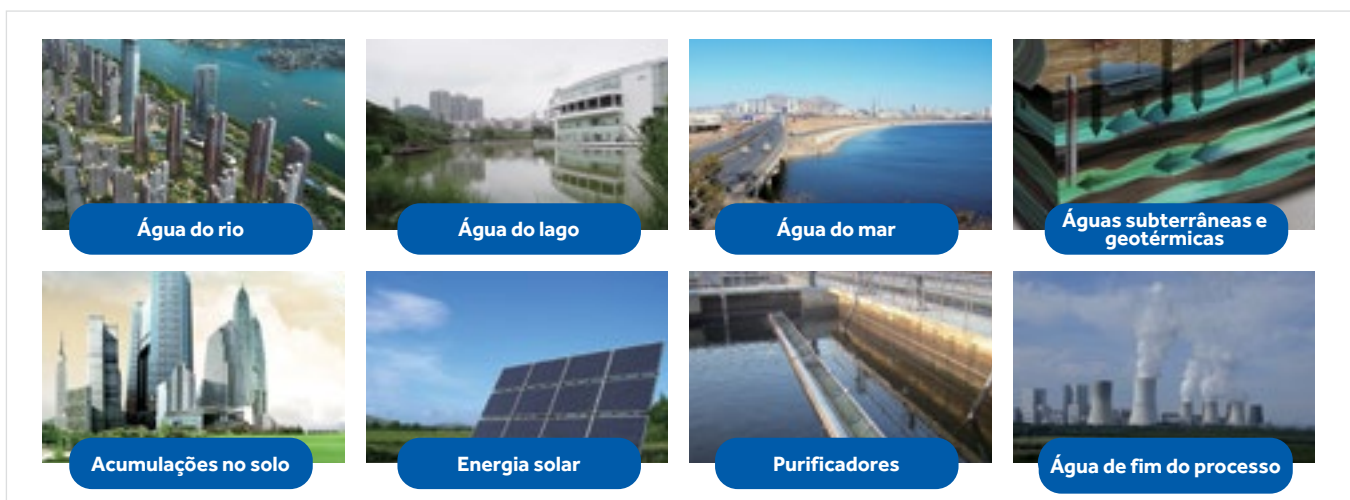 Água do rio
Água do lago
Água do mar
Águas subterrâneas e
geotérmicas
Acumulações no solo
Energia solar
Purificadores
Água de fim do processo